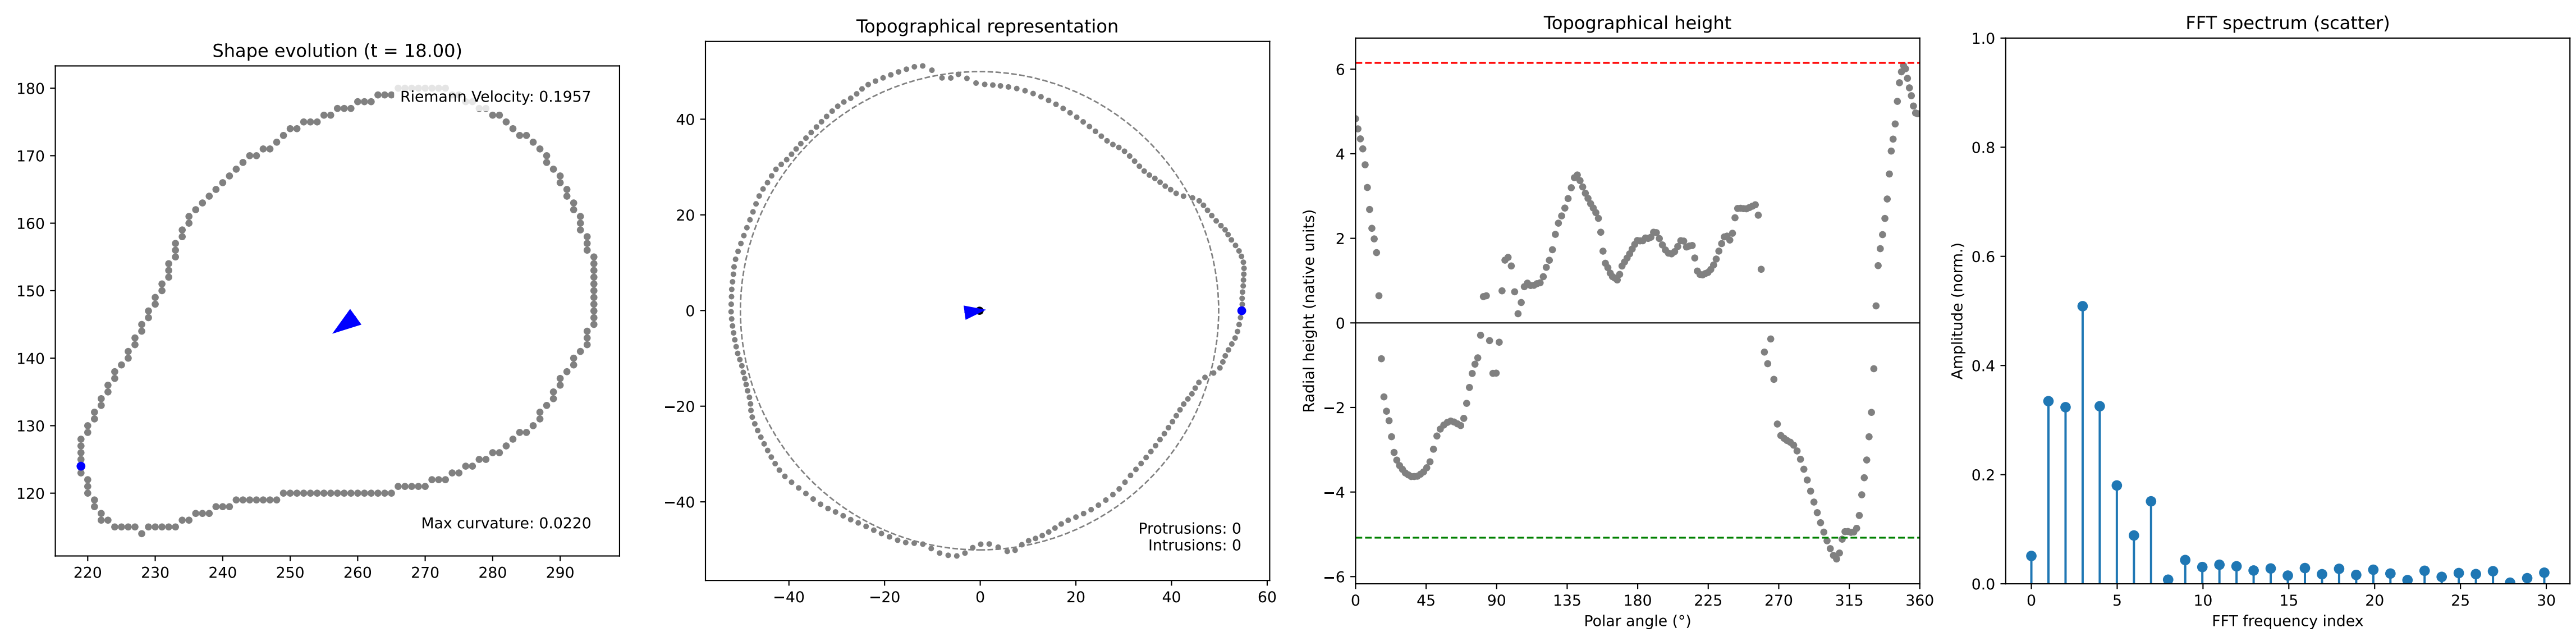 Shape evolution (t = 18.00)
Riemann Velocity: 0.1957
Max curvature: 0.0220
180
170
160
150
140
130
120
220 230 240 250 260 270 280 290
Topographical representation
40
20
0
−20
−40
−40 −20 0 20 40 60
Protrusions: 0
Intrusions: 0
Topographical height
Radial height (native units)
6
4
2
0
−2
−4
−6
0 45 90 135 180 225 270 315 360
Polar angle (°)
FFT spectrum (scatter)
Amplitude (norm.)
1.0
0.8
0.6
0.4
0.2
0.0
0 5 10 15 20 25 30
FFT frequency index